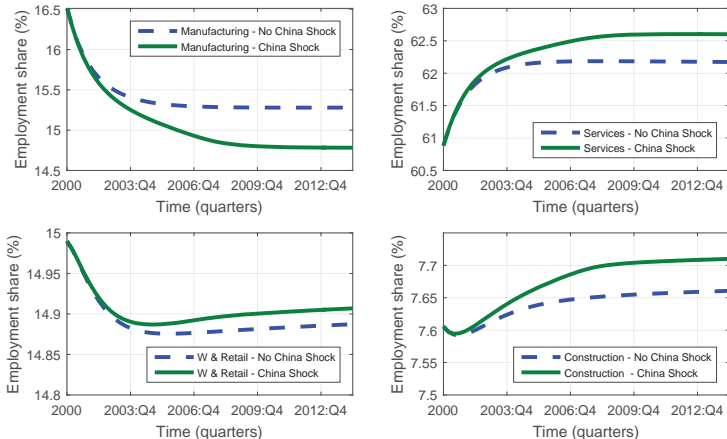 16.5
16
15.5
15
14.5
Employment share (%)
Manufacturing - No China Shock
Manufacturing - China Shock
2000 2003:Q4 2006:Q4 2009:Q4 2012:Q4
Time (quarters)
63
62.5
62
61.5
61
60.5
Employment share (%)
Services - No China Shock
Services - China Shock
2000 2003:Q4 2006:Q4 2009:Q4 2012:Q4
Time (quarters)
15
14.95
14.9
14.85
14.8
Employment share (%)
W & Retail - No China Shock
W & Retail - China Shock
2000 2003:Q4 2006:Q4 2009:Q4 2012:Q4
Time (quarters)
7.7
7.65
7.6
7.55
7.5
Employment share (%)
Construction - No China Shock
Construction - China Shock
2000 2003:Q4 2006:Q4 2009:Q4 2012:Q4
Time (quarters)